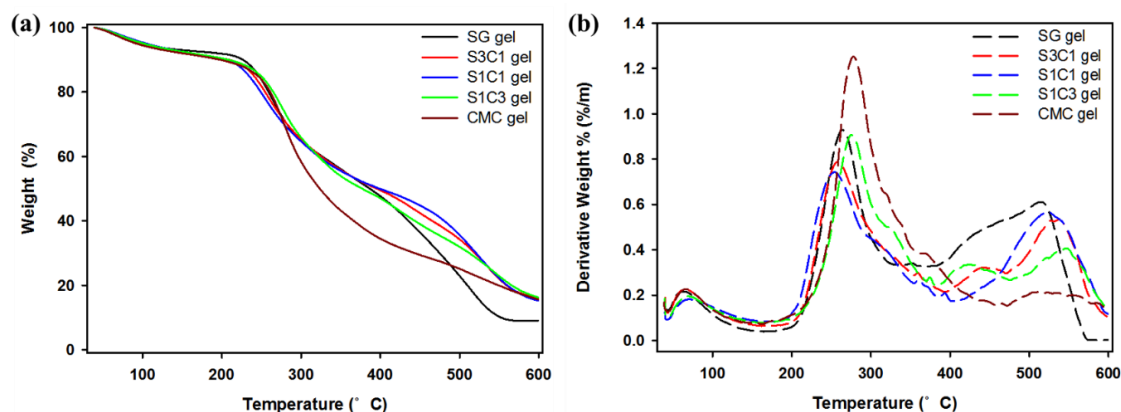 (a)
Weight (%)
100
80
60
40
20
0
SG gel
S3C1 gel
S1C1 gel
S1C3 gel
CMC gel
100
200
300
400
500
600
Temperature (° C)
(b)
Derivative Weight % (%/m)
1.4
1.2
1.0
0.8
0.6
0.4
0.2
0.0
SG gel
S3C1 gel
S1C1 gel
S1C3 gel
CMC gel
100
200
300
400
500
600
Temperature (° C)